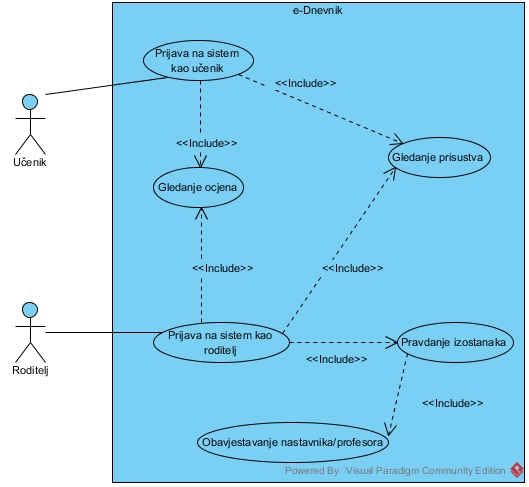 e-Dnevnik
Prijava na sistem
kao učenik
<<Include>>
Učenik
<<Include>>
Gledanje prisustva
Gledanje ocjena
<<Include>>
<<Include>>
Prijava na sistem kao
roditelj
Pravdanje izostanaka
<<Include>>
Roditelj
<<Include>>
Obavjestavanje nastavnika/profesora
Powered By Visual Paradigm Community Edition